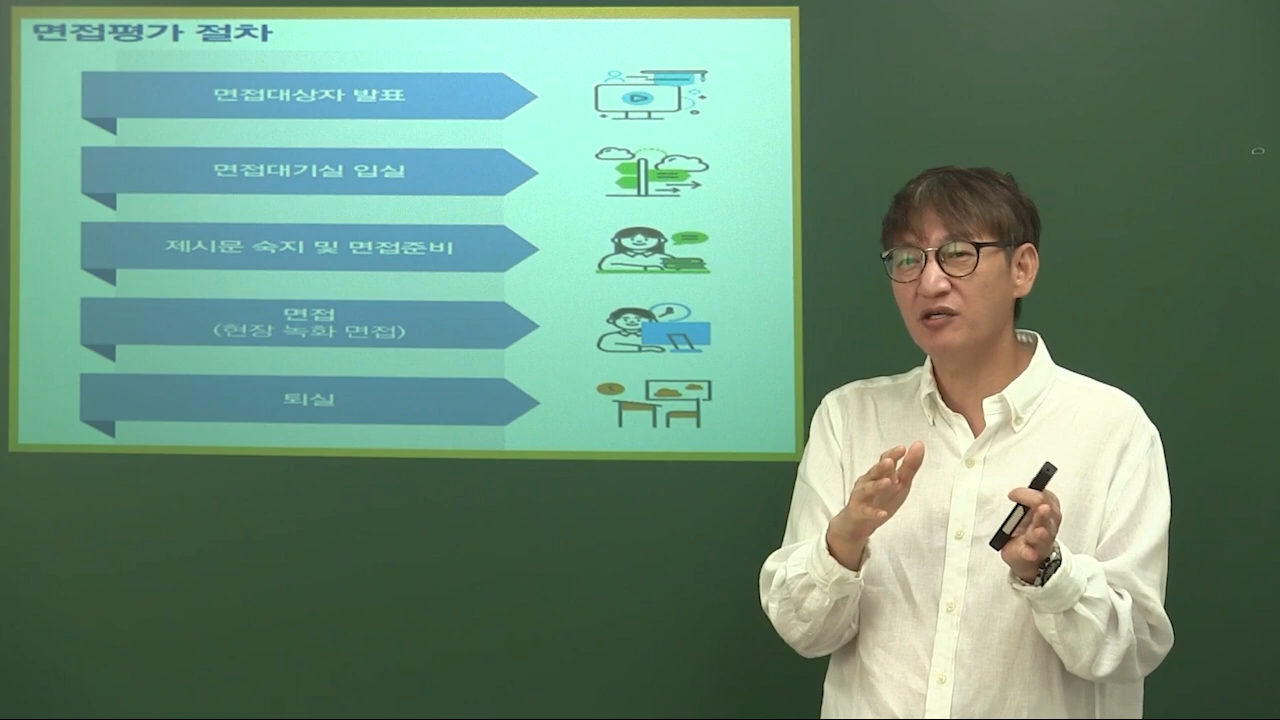 면접평가 절차
면접대상자 발표
면접대기실 입실
제시문 숙지 및 면접준비
면접
(현장 녹화 면접)
퇴실